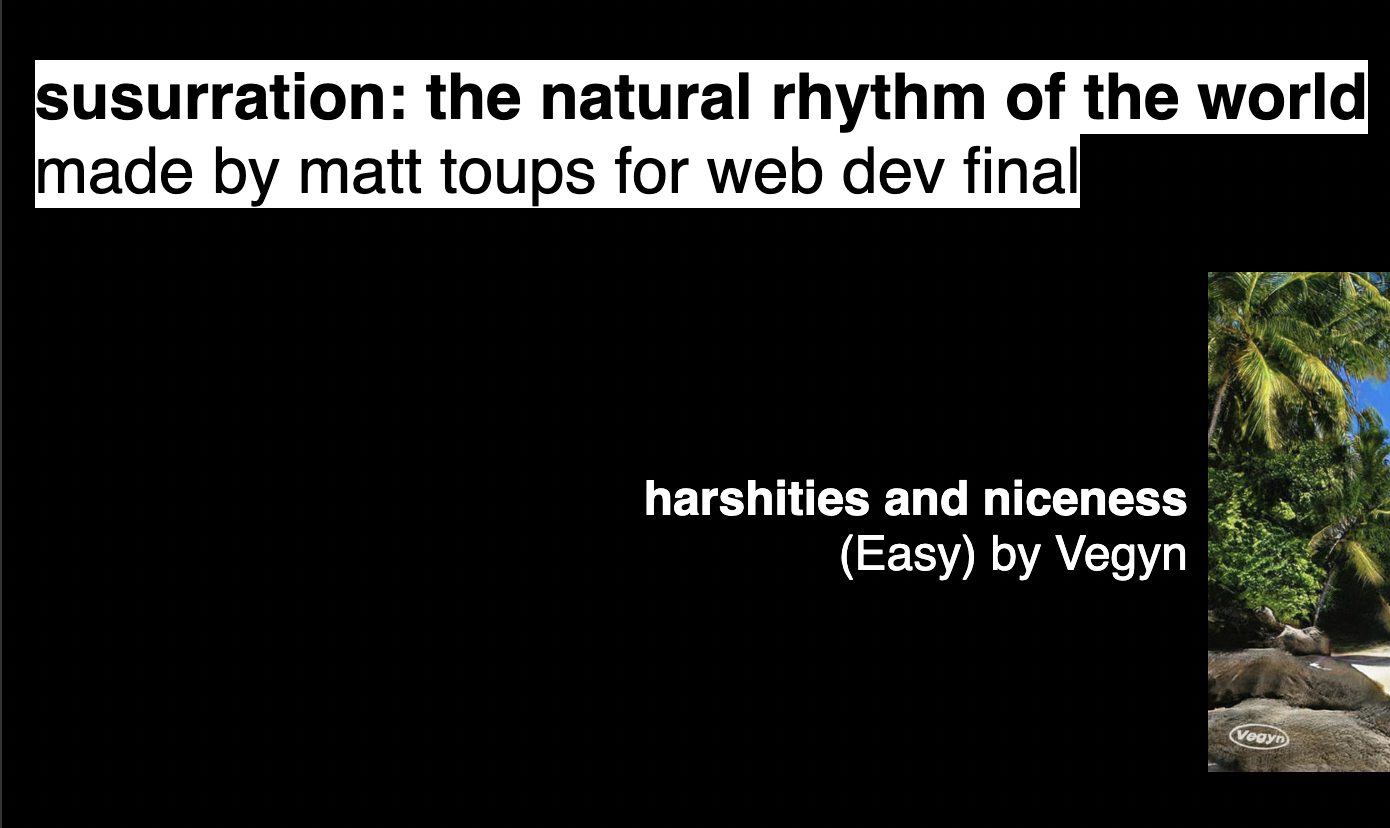 susurration: the natural rhythm of the world
made by matt toups for web dev final
harshities and niceness
(Easy) by Vegyn
Vegyn